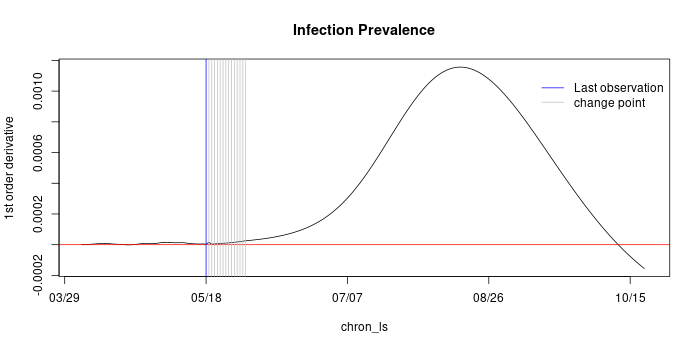 Infection Prevalence
1st order derivative
0.0010
0.0006
0.0002
-0.0002
Last observation
change point
03/29 05/18 07/07 08/26 10/15
chron_ls